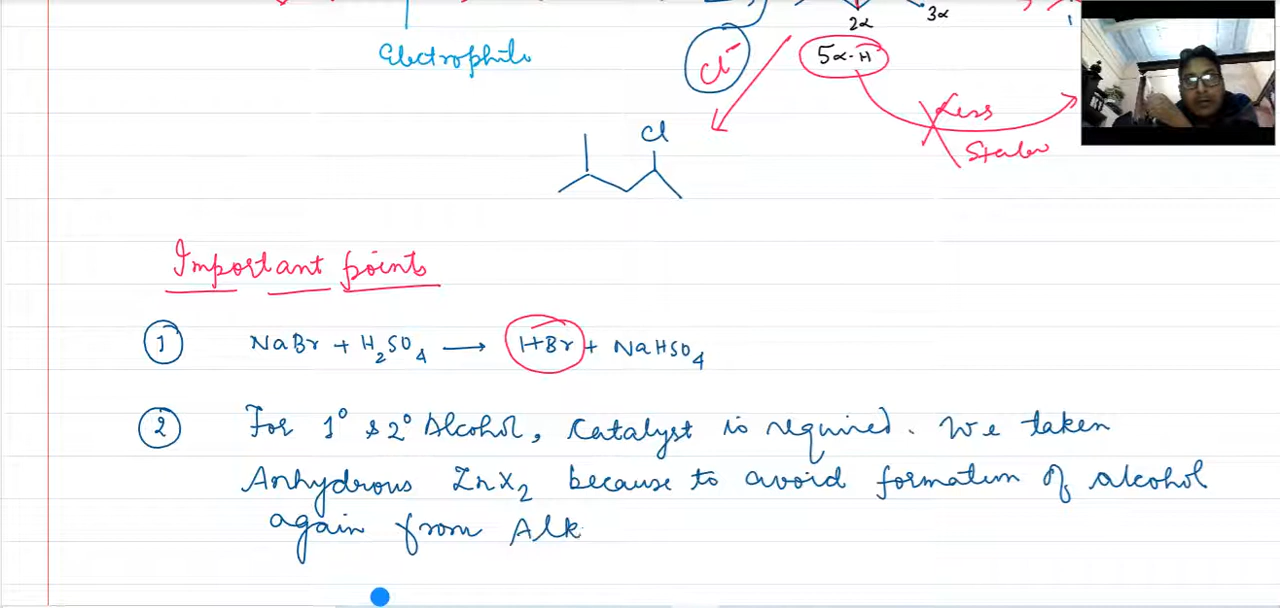 2α
3α
1
Electrophile
Cl⁻
5α-H
Less
Cl
Important points
① NaBr + H₂SO₄ ⟶ HBr + NaHSO₄
② For 1° & 2° Alcohol, Catalyst is required. We taken
Anhydrous ZnX₂ because to avoid formation of alcohol
again from Alk